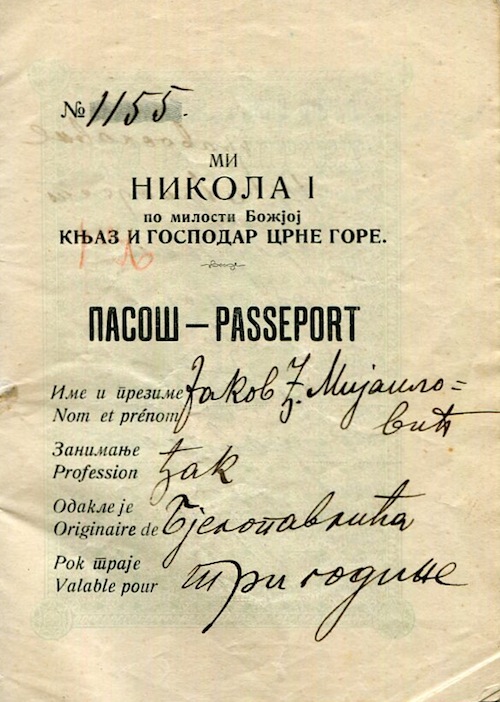 № 1155.
МИ
НИКОЛА I
по милости Божјој
КЊАЗ И ГОСПОДАР ЦРНЕ ГОРЕ.
ПАСОШ — PASSEPORT
Име и презиме Јаков Ђ. Мијаило=
Nom et prénom вић
Занимање
Profession ђак
Одакле је
Originaire de Бјелопавлића
Рок траје
Valable pour три године